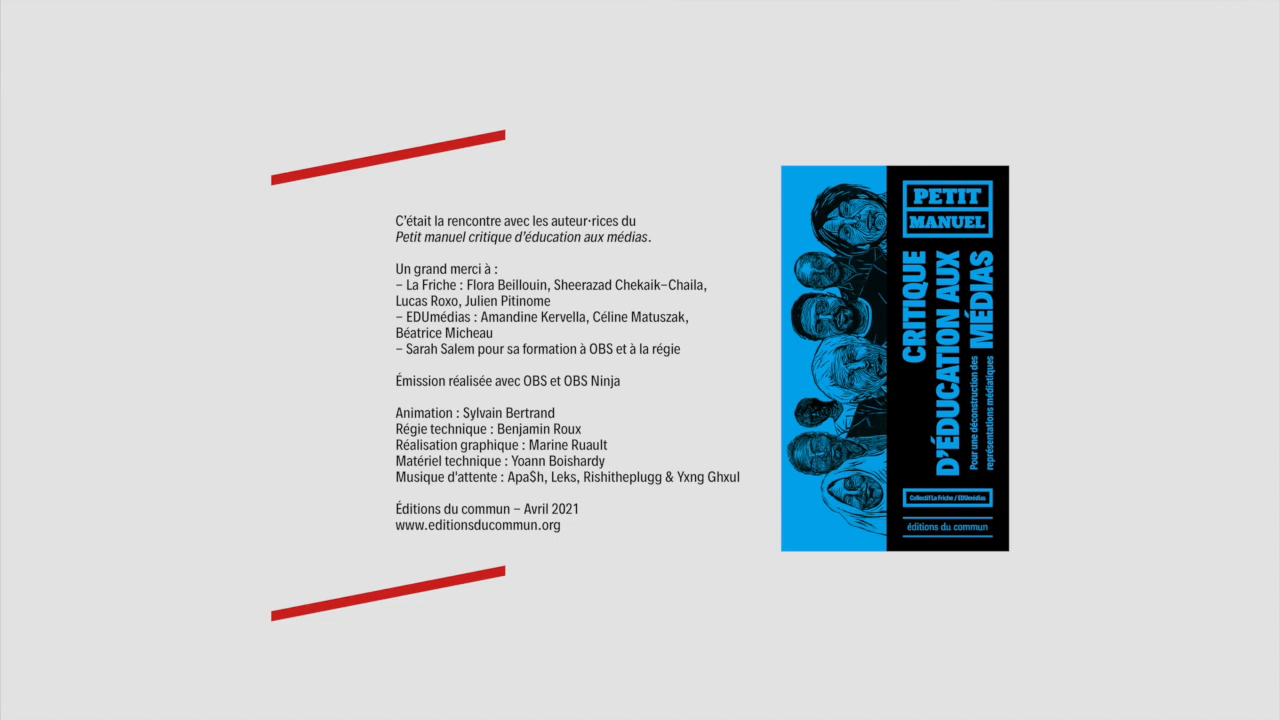 C'était la rencontre avec les auteur·rices du
Petit manuel critique d'éducation aux médias.
Un grand merci à :
– La Friche : Flora Beillouin, Sheerazad Chekaik-Chaila,
Lucas Roxo, Julien Pitinome
– EDUmédias : Amandine Kervella, Céline Matuszak,
Béatrice Micheau
– Sarah Salem pour sa formation à OBS et à la régie
Émission réalisée avec OBS et OBS Ninja
Animation : Sylvain Bertrand
Régie technique : Benjamin Roux
Réalisation graphique : Marine Ruault
Matériel technique : Yoann Boishardy
Musique d'attente : Apa$h, Leks, Rishitheplugg & Yxng Ghxul
Éditions du commun – Avril 2021
www.editionsducommun.org
PETIT
MANUEL
CRITIQUE
D'ÉDUCATION AUX
MÉDIAS
Pour une déconstruction des
représentations médiatiques
Collectif La Friche / EDUmédias
éditions du commun